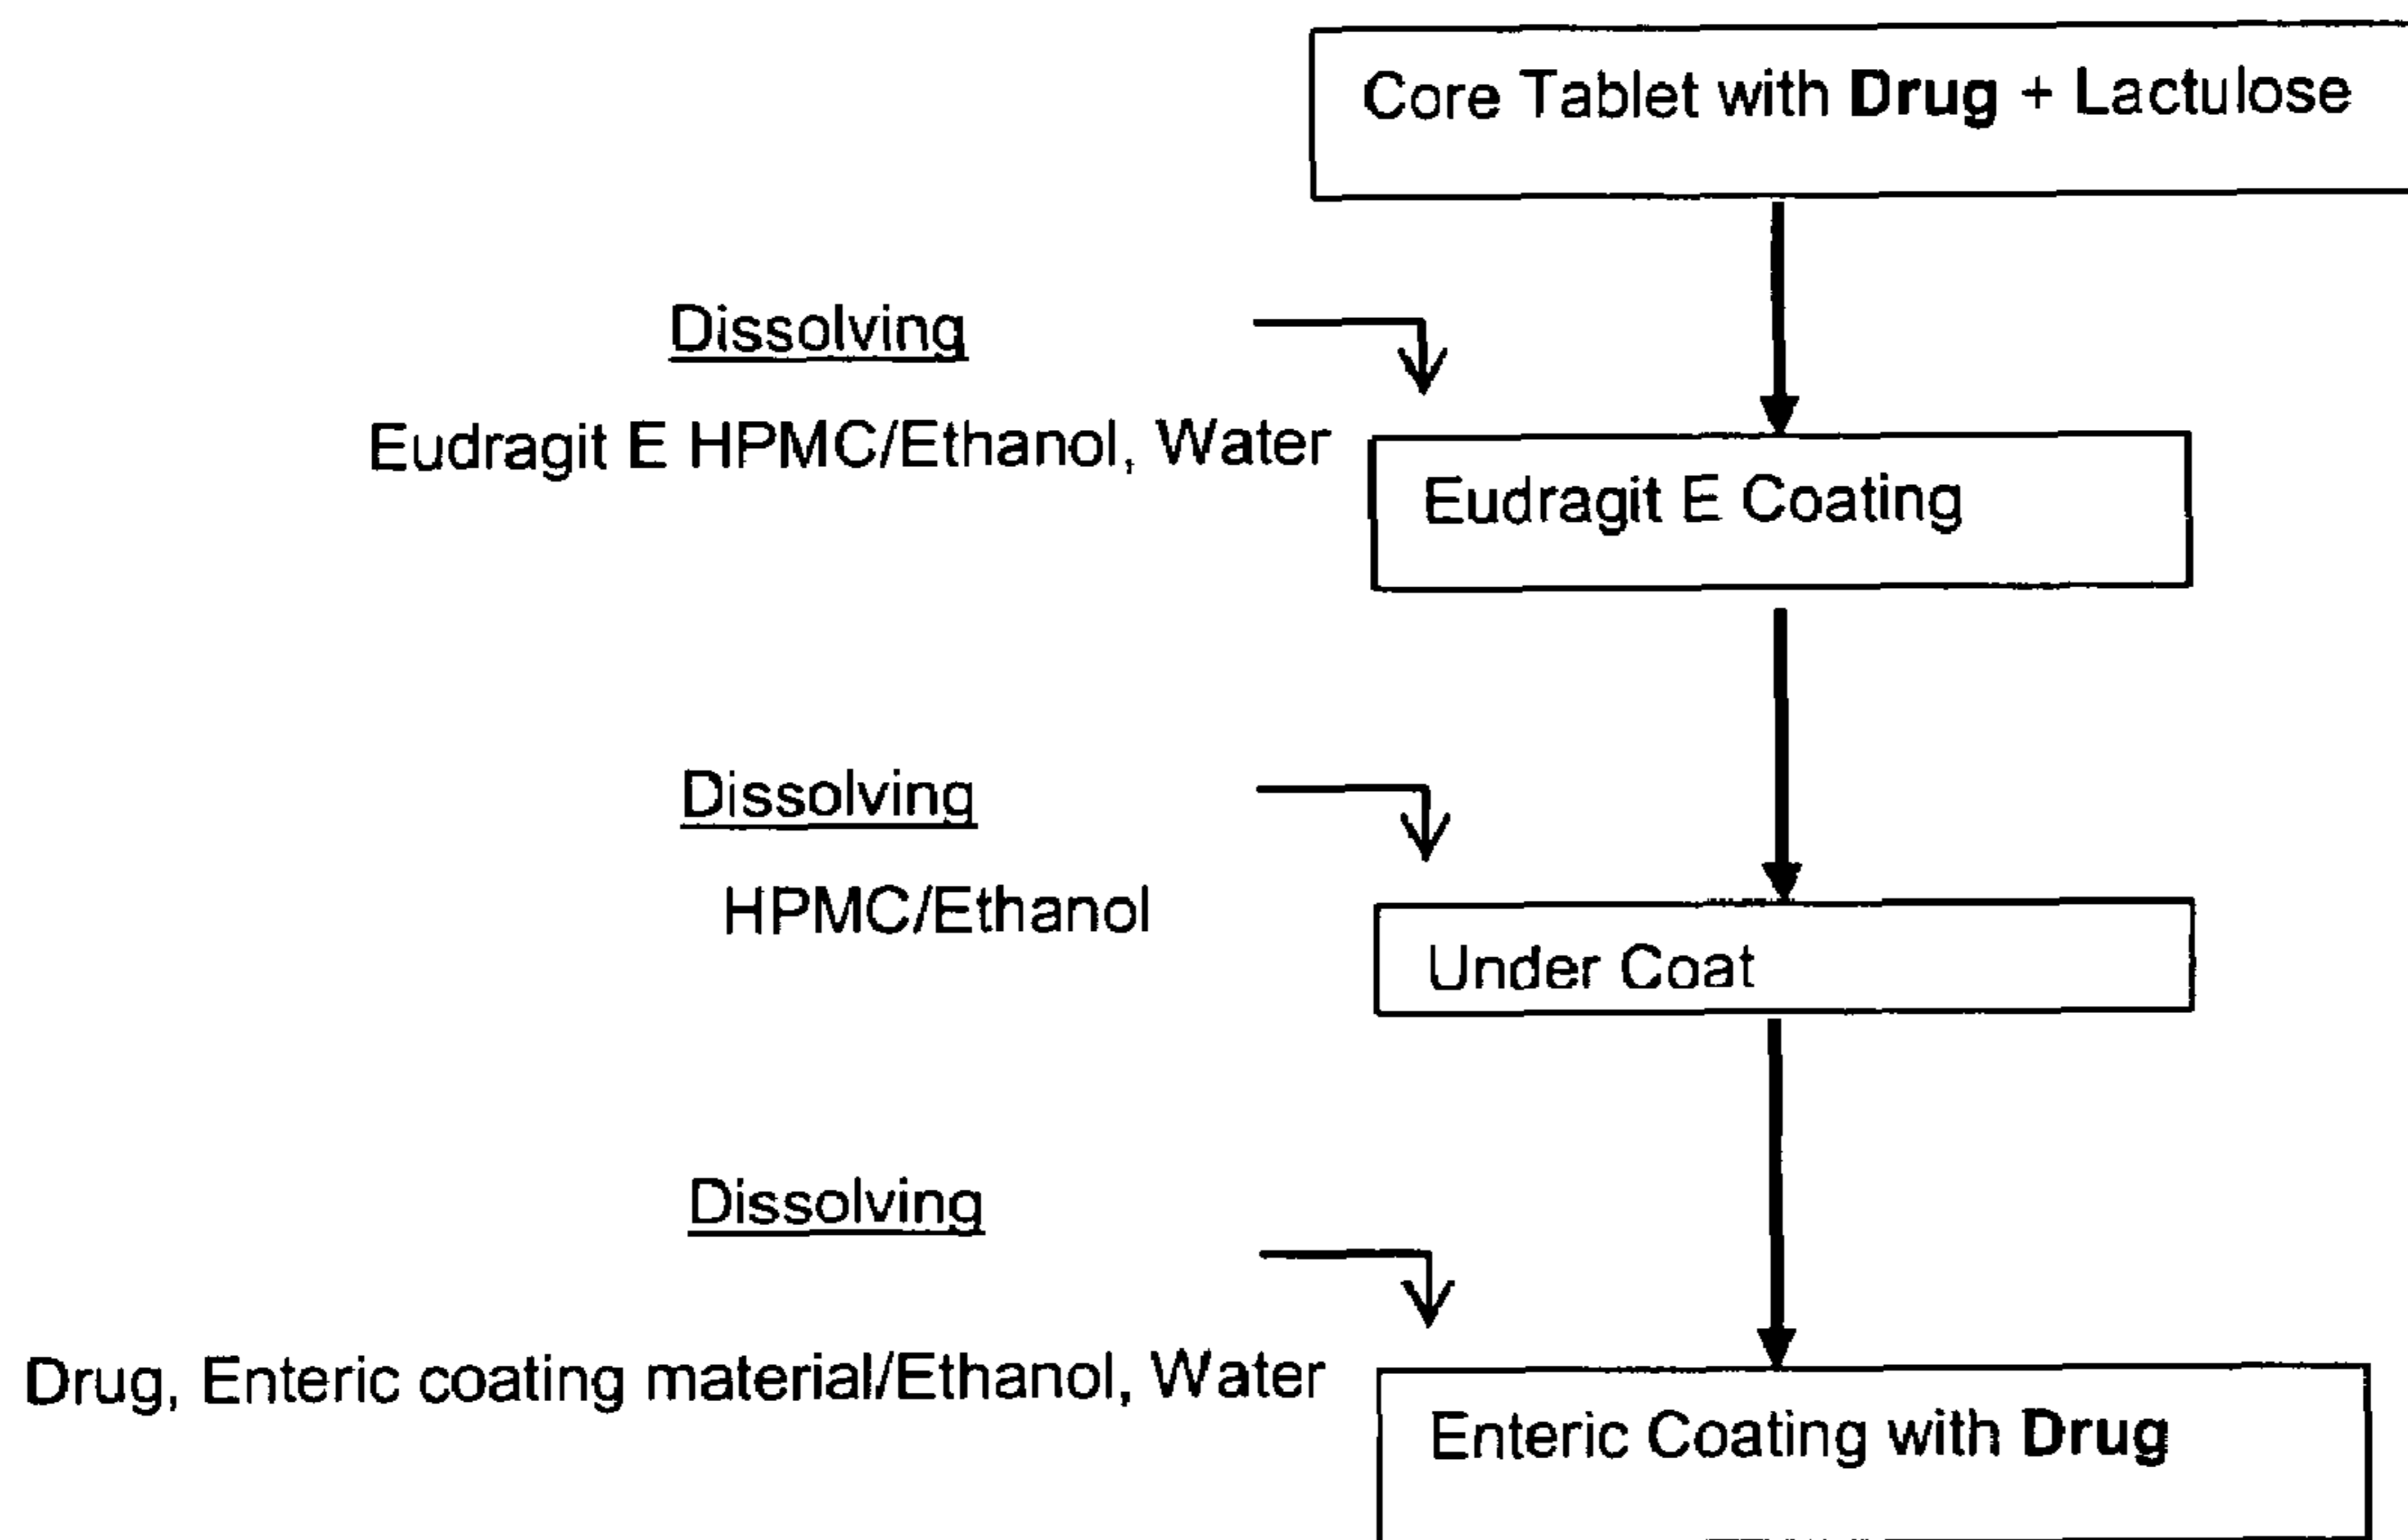 Core Tablet with Drug + Lactulose
Dissolving
Eudragit E HPMC/Ethanol, Water
Eudragit E Coating
Dissolving
HPMC/Ethanol
Under Coat
Dissolving
Drug, Enteric coating material/Ethanol, Water
Enteric Coating with Drug